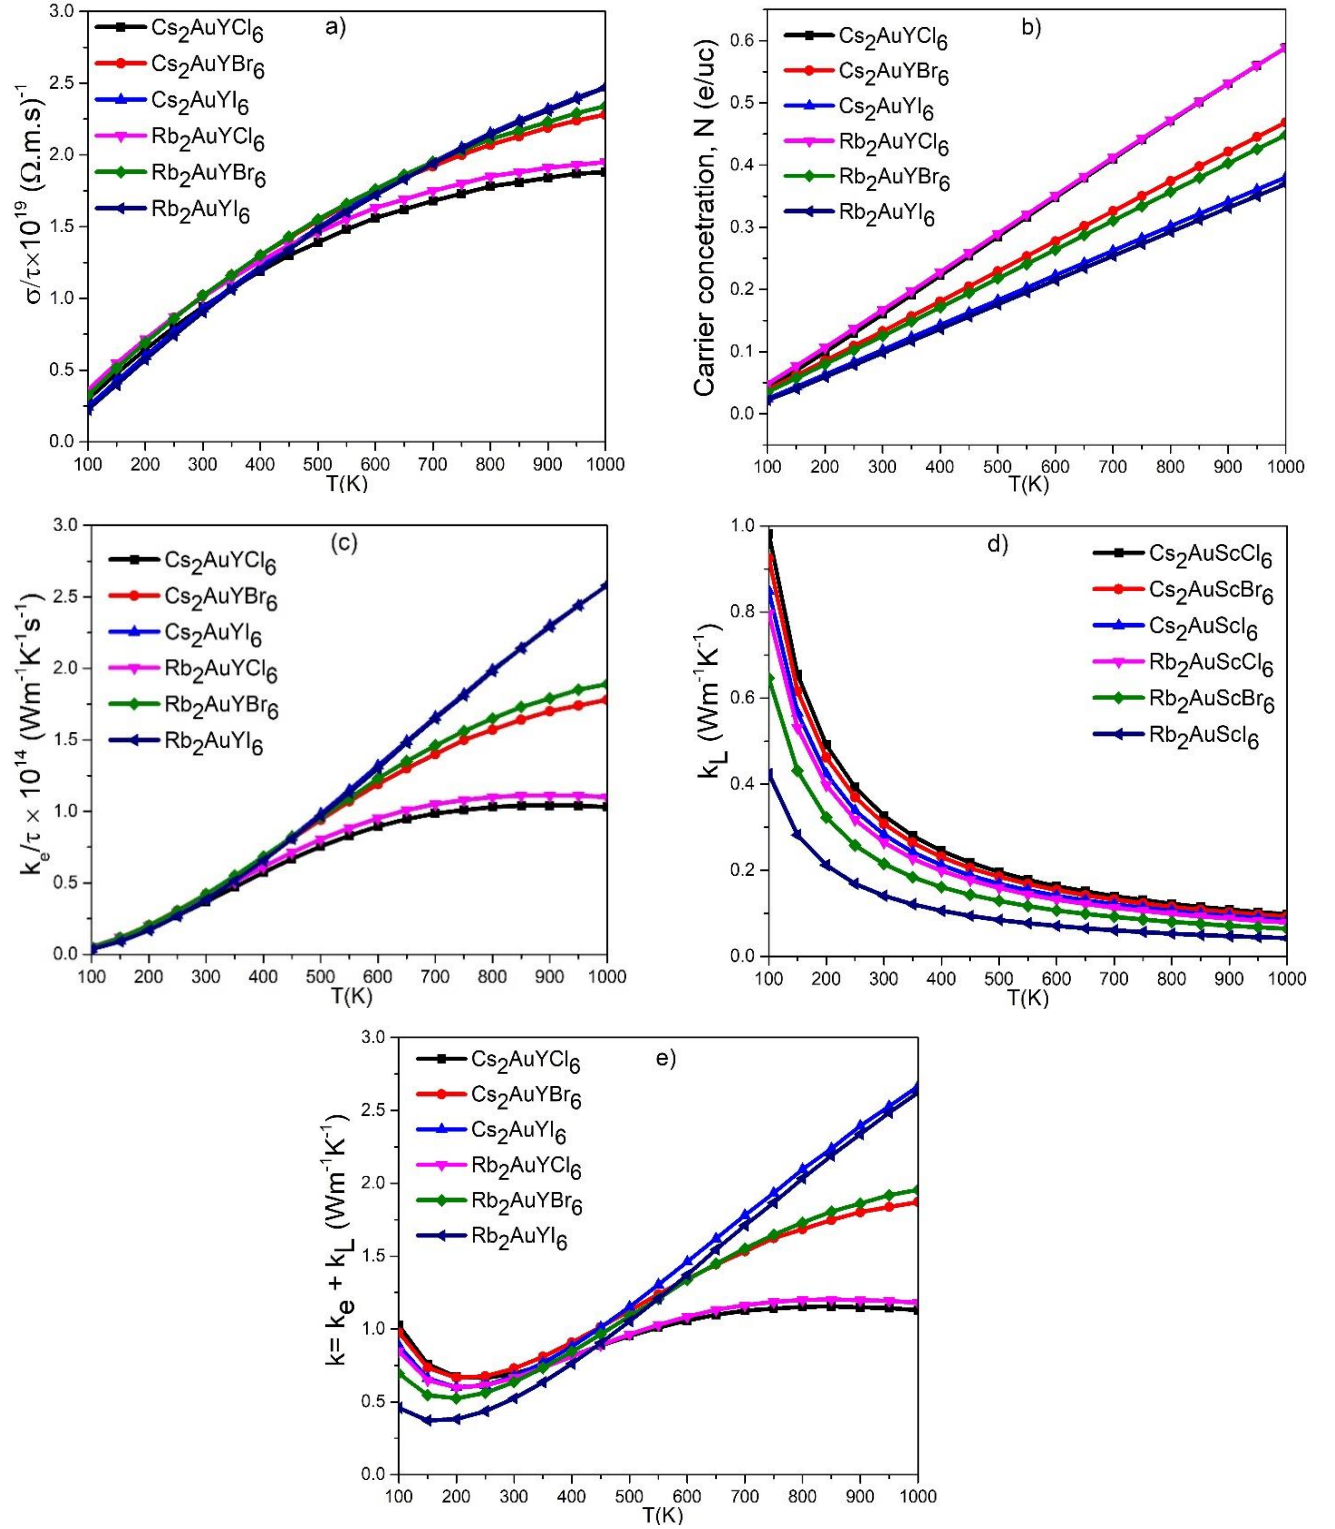 a)
Cs2AuYCl6
Cs2AuYBr6
Cs2AuYI6
Rb2AuYCl6
Rb2AuYBr6
Rb2AuYI6
σ/τ×10^19 (Ω.m.s)^-1
3.0
2.5
2.0
1.5
1.0
0.5
0.0
100 200 300 400 500 600 700 800 900 1000
T(K)
b)
Cs2AuYCl6
Cs2AuYBr6
Cs2AuYI6
Rb2AuYCl6
Rb2AuYBr6
Rb2AuYI6
Carrier concetration, N (e/uc)
0.6
0.5
0.4
0.3
0.2
0.1
0.0
100 200 300 400 500 600 700 800 900 1000
T(K)
(c)
Cs2AuYCl6
Cs2AuYBr6
Cs2AuYI6
Rb2AuYCl6
Rb2AuYBr6
Rb2AuYI6
ke/τ × 10^14 (Wm^-1K^-1s^-1)
3.0
2.5
2.0
1.5
1.0
0.5
0.0
100 200 300 400 500 600 700 800 900 1000
T(K)
d)
Cs2AuScCl6
Cs2AuScBr6
Cs2AuScI6
Rb2AuScCl6
Rb2AuScBr6
Rb2AuScI6
kL (Wm^-1K^-1)
1.0
0.8
0.6
0.4
0.2
0.0
100 200 300 400 500 600 700 800 900 1000
T(K)
e)
Cs2AuYCl6
Cs2AuYBr6
Cs2AuYI6
Rb2AuYCl6
Rb2AuYBr6
Rb2AuYI6
k= ke + kL (Wm^-1K^-1)
3.0
2.5
2.0
1.5
1.0
0.5
0.0
100 200 300 400 500 600 700 800 900 1000
T(K)